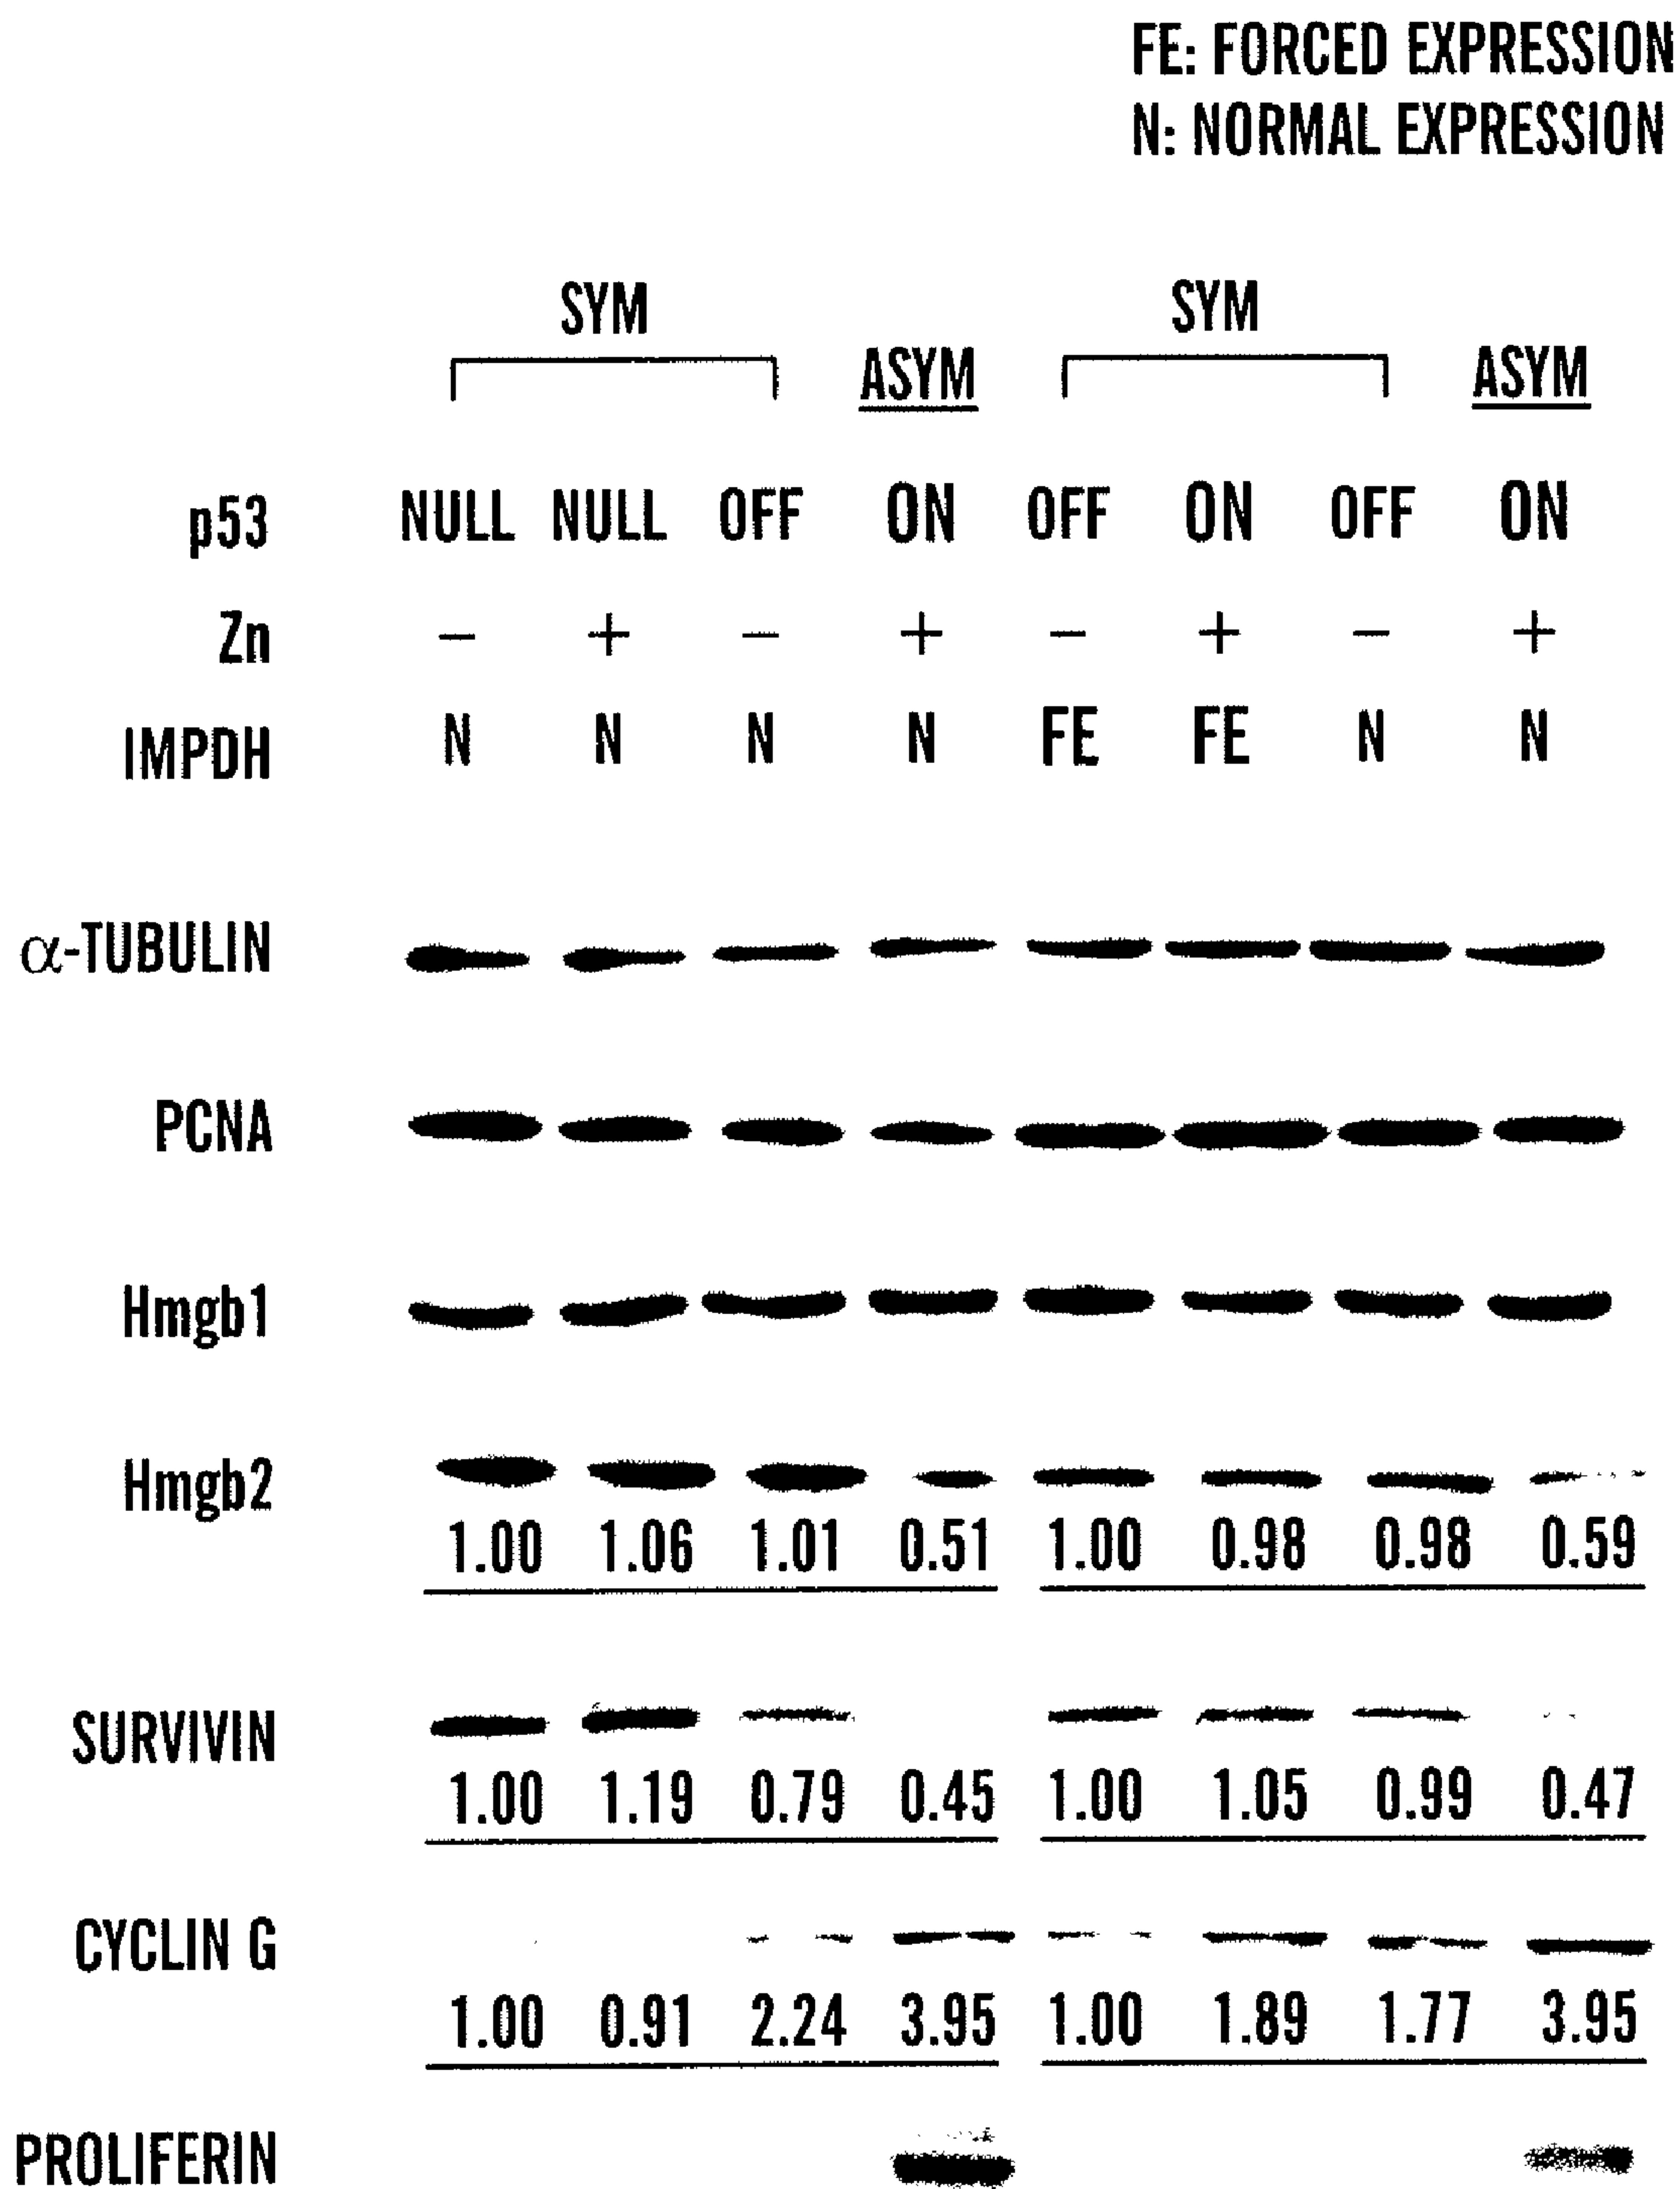 FE: FORCED EXPRESSION
N: NORMAL EXPRESSION
SYM SYM
ASYM ASYM
p53 NULL NULL OFF ON OFF ON OFF ON
Zn − + − + − + − +
IMPDH N N N N FE FE N N
α-TUBULIN
PCNA
Hmgb1
Hmgb2
1.00 1.06 1.01 0.51 1.00 0.98 0.98 0.59
SURVIVIN
1.00 1.19 0.79 0.45 1.00 1.05 0.99 0.47
CYCLIN G
1.00 0.91 2.24 3.95 1.00 1.89 1.77 3.95
PROLIFERIN